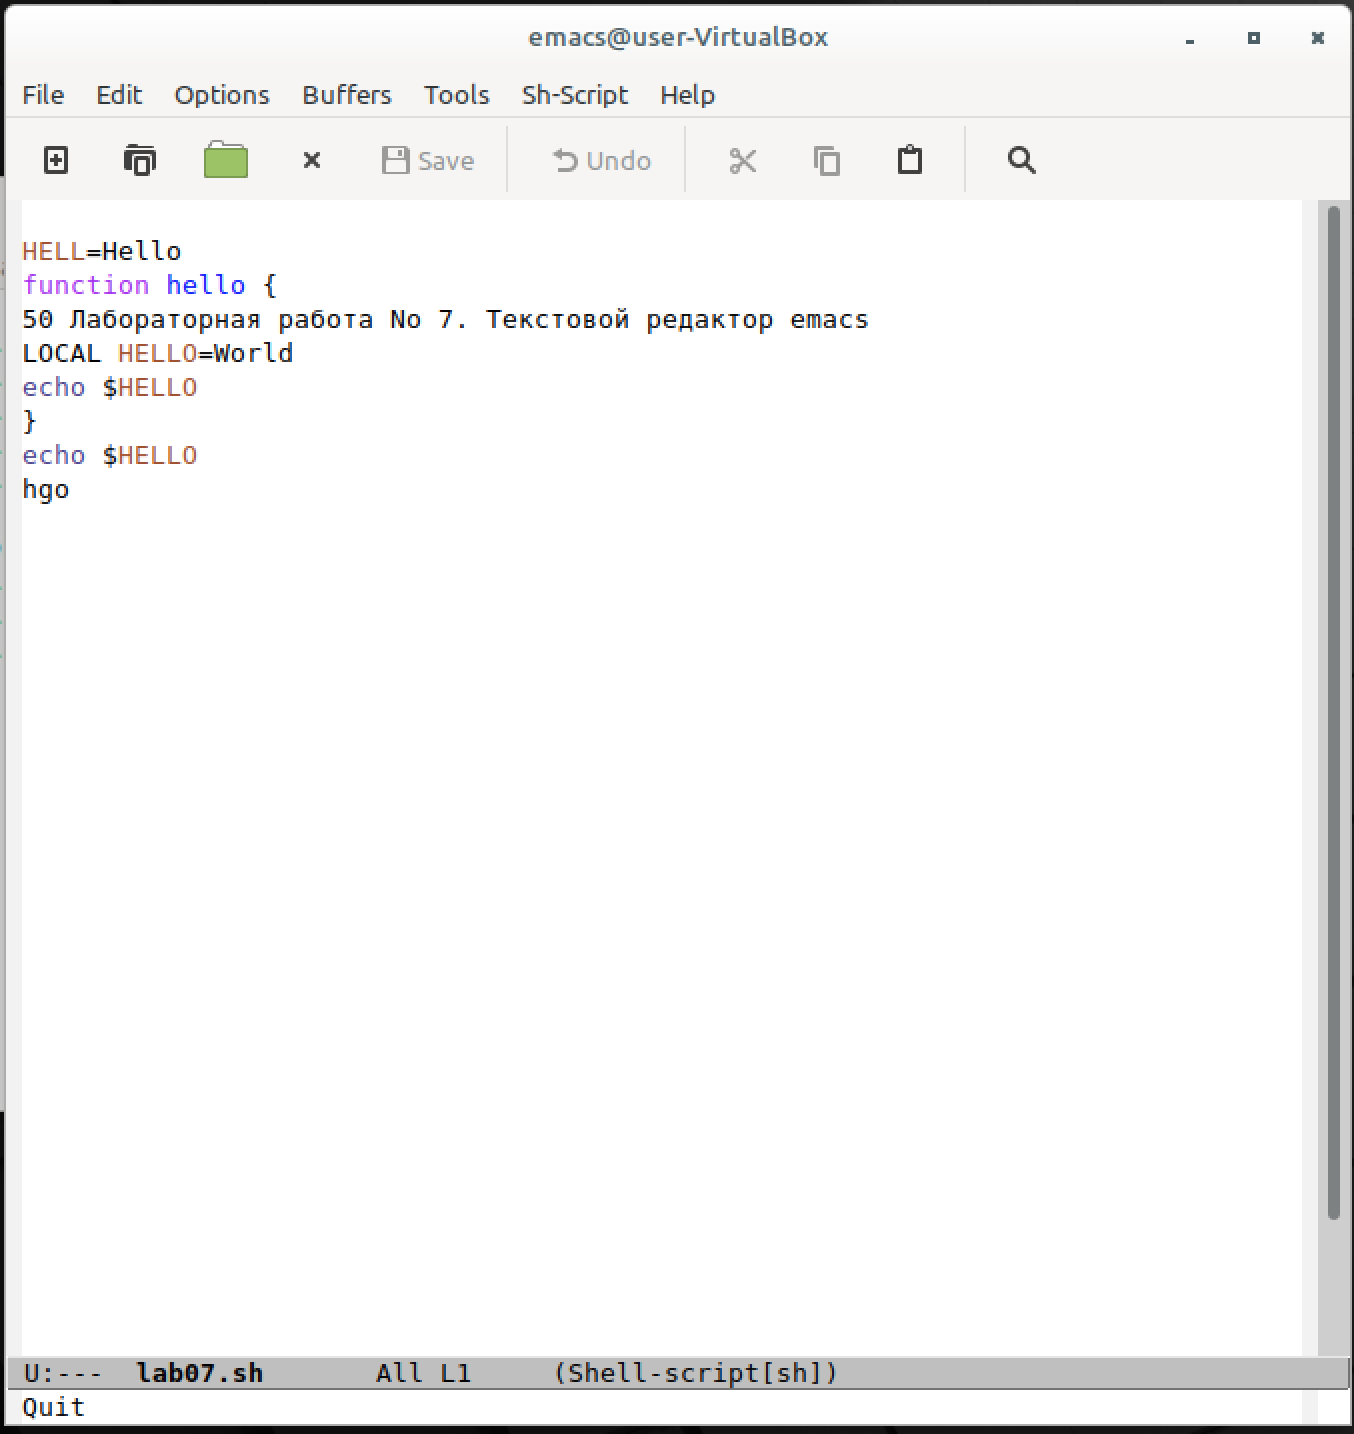 emacs@user-VirtualBox
File Edit Options Buffers Tools Sh-Script Help
Save Undo
HELL=Hello
function hello {
50 Лабораторная работа No 7. Текстовой редактор emacs
LOCAL HELLO=World
echo $HELLO
}
echo $HELLO
hgo
U:--- lab07.sh All L1 (Shell-script[sh])
Quit